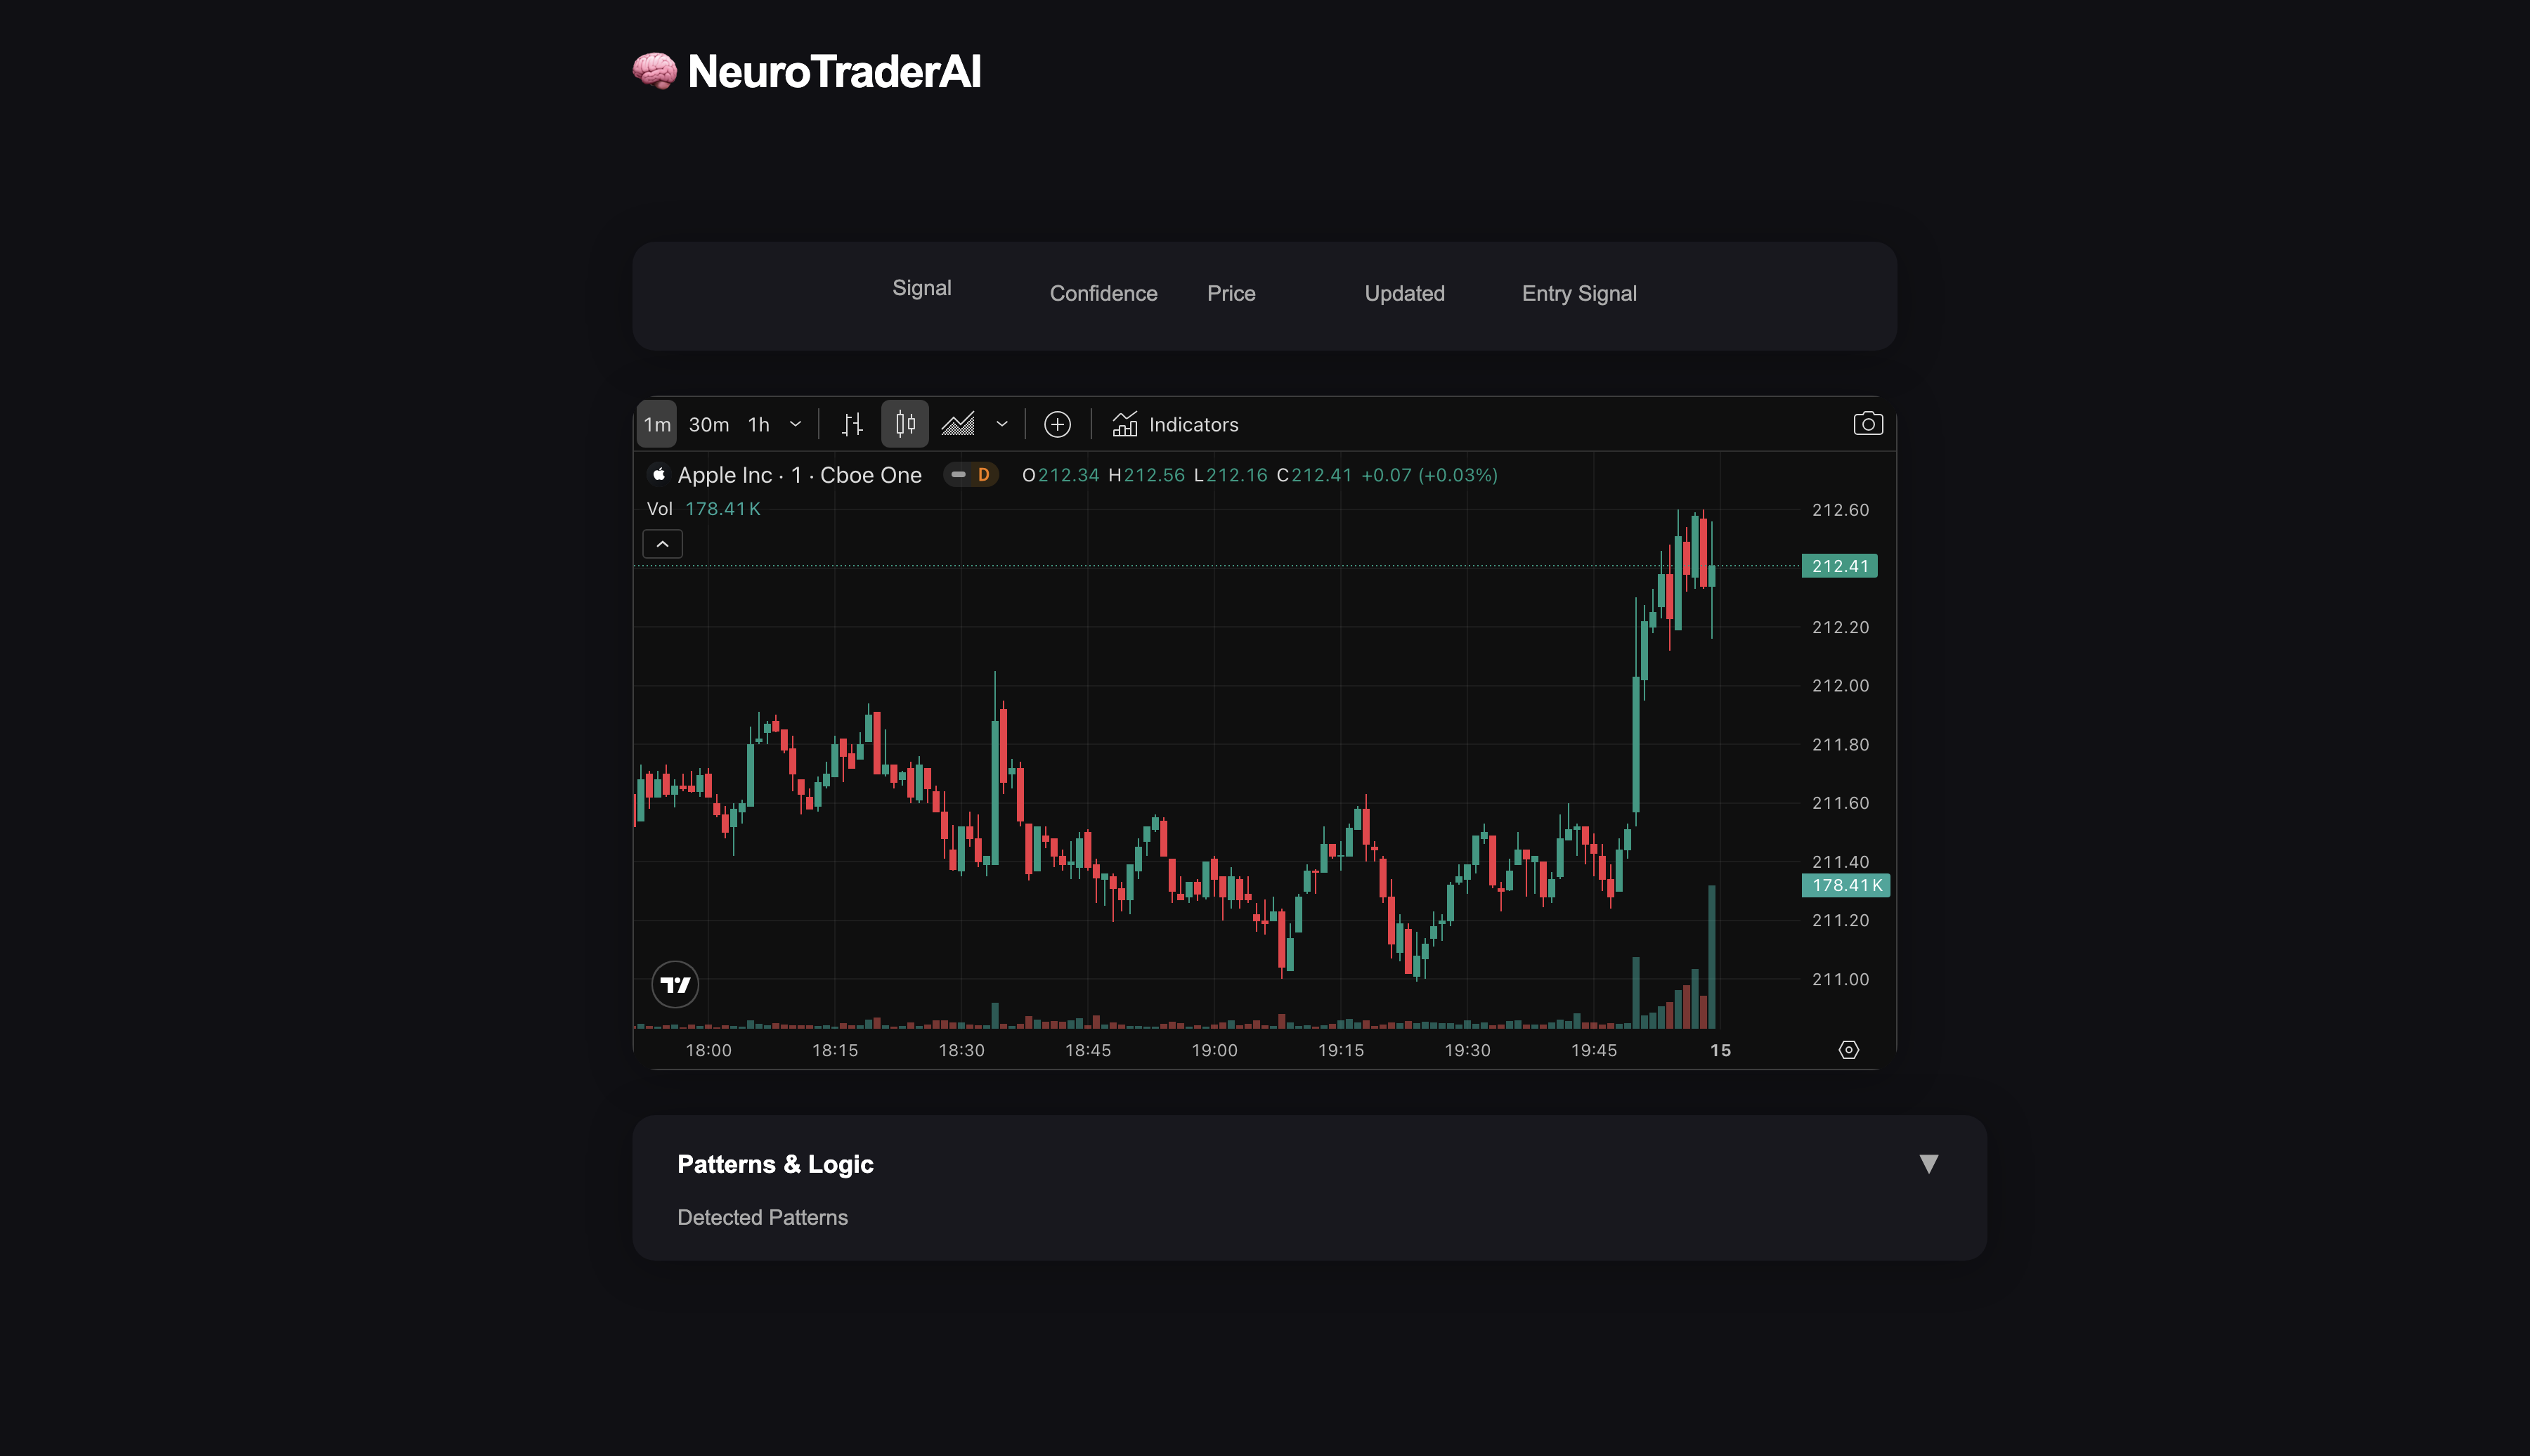 🧠 NeuroTraderAI
Signal
Confidence
Price
Updated
Entry Signal
1m 30m 1h Indicators
Apple Inc · 1 · Cboe One D O212.34 H212.56 L212.16 C212.41 +0.07 (+0.03%)
Vol 178.41K
212.60
212.41
212.20
212.00
211.80
211.60
211.40
178.41K
211.20
211.00
18:00 18:15 18:30 18:45 19:00 19:15 19:30 19:45 15
Patterns & Logic ▼
Detected Patterns